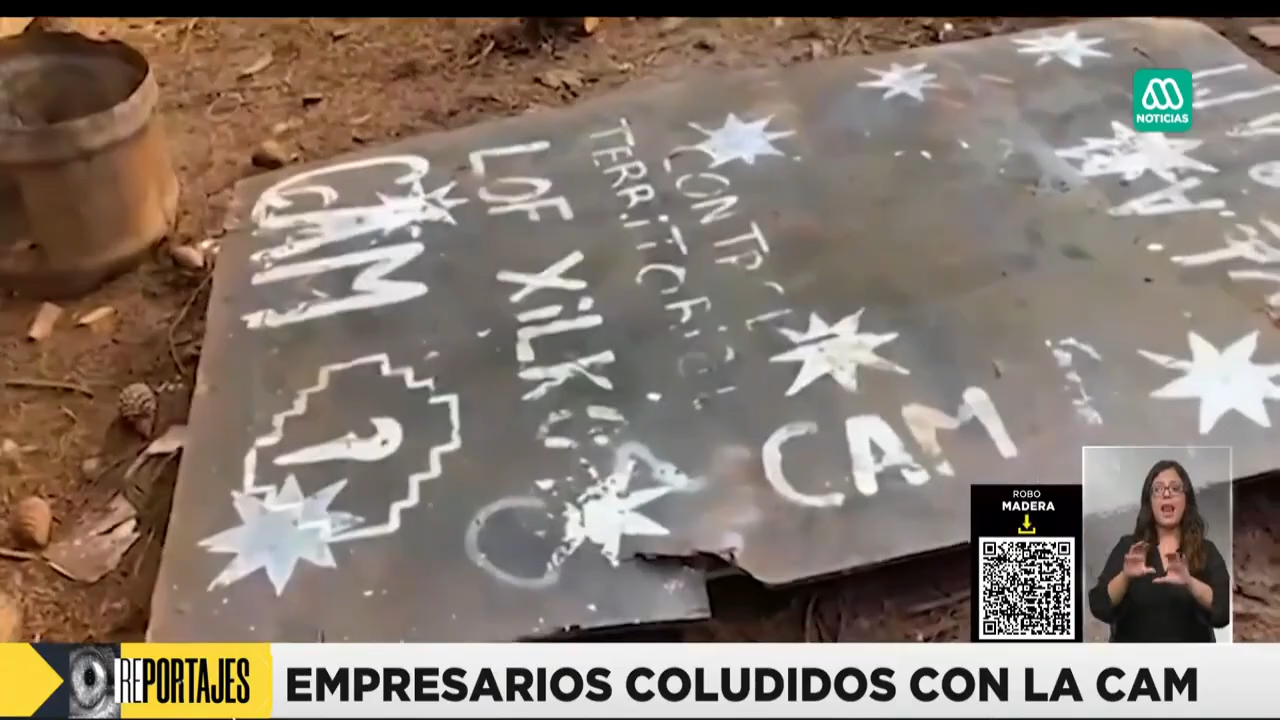 NOTICIAS
CAM
LOF XILKO
TERRITORIAL
CONTROL
CAM
ROBO
MADERA
REPORTAJES
EMPRESARIOS COLUDIDOS CON LA CAM